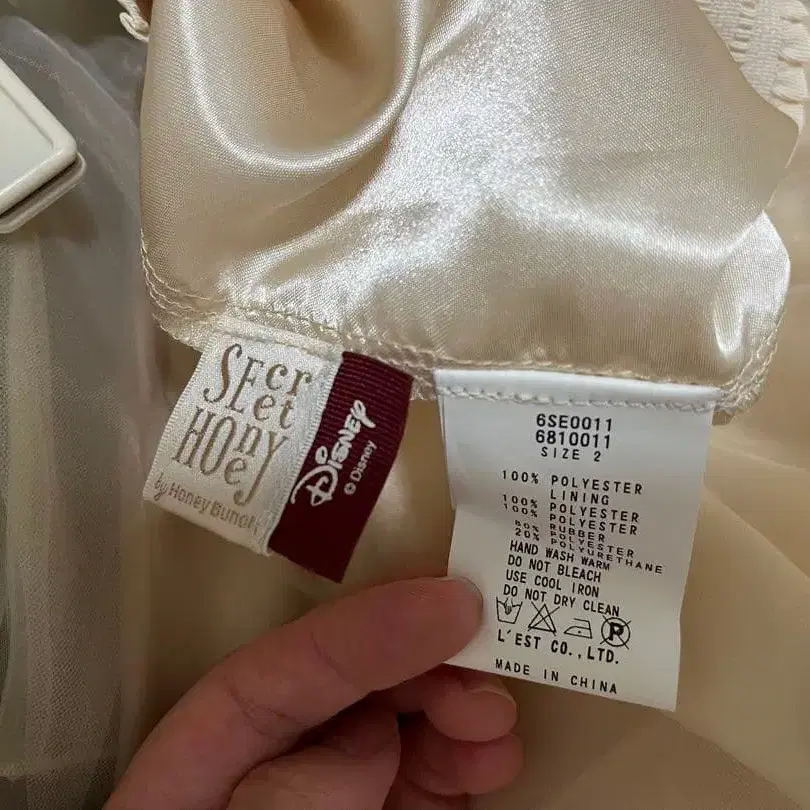 SEcr
Et
HOney
by Honey Bunch
Disney
© Disney
6SE0011
6810011
SIZE 2
100% POLYESTER
LINING
100% POLYESTER
100% POLYESTER
80% RUBBER
POLYESTER
20% POLYURETHANE
HAND WASH WARM
DO NOT BLEACH
USE COOL IRON
DO NOT DRY CLEAN
P
L'EST CO.,LTD.
MADE IN CHINA